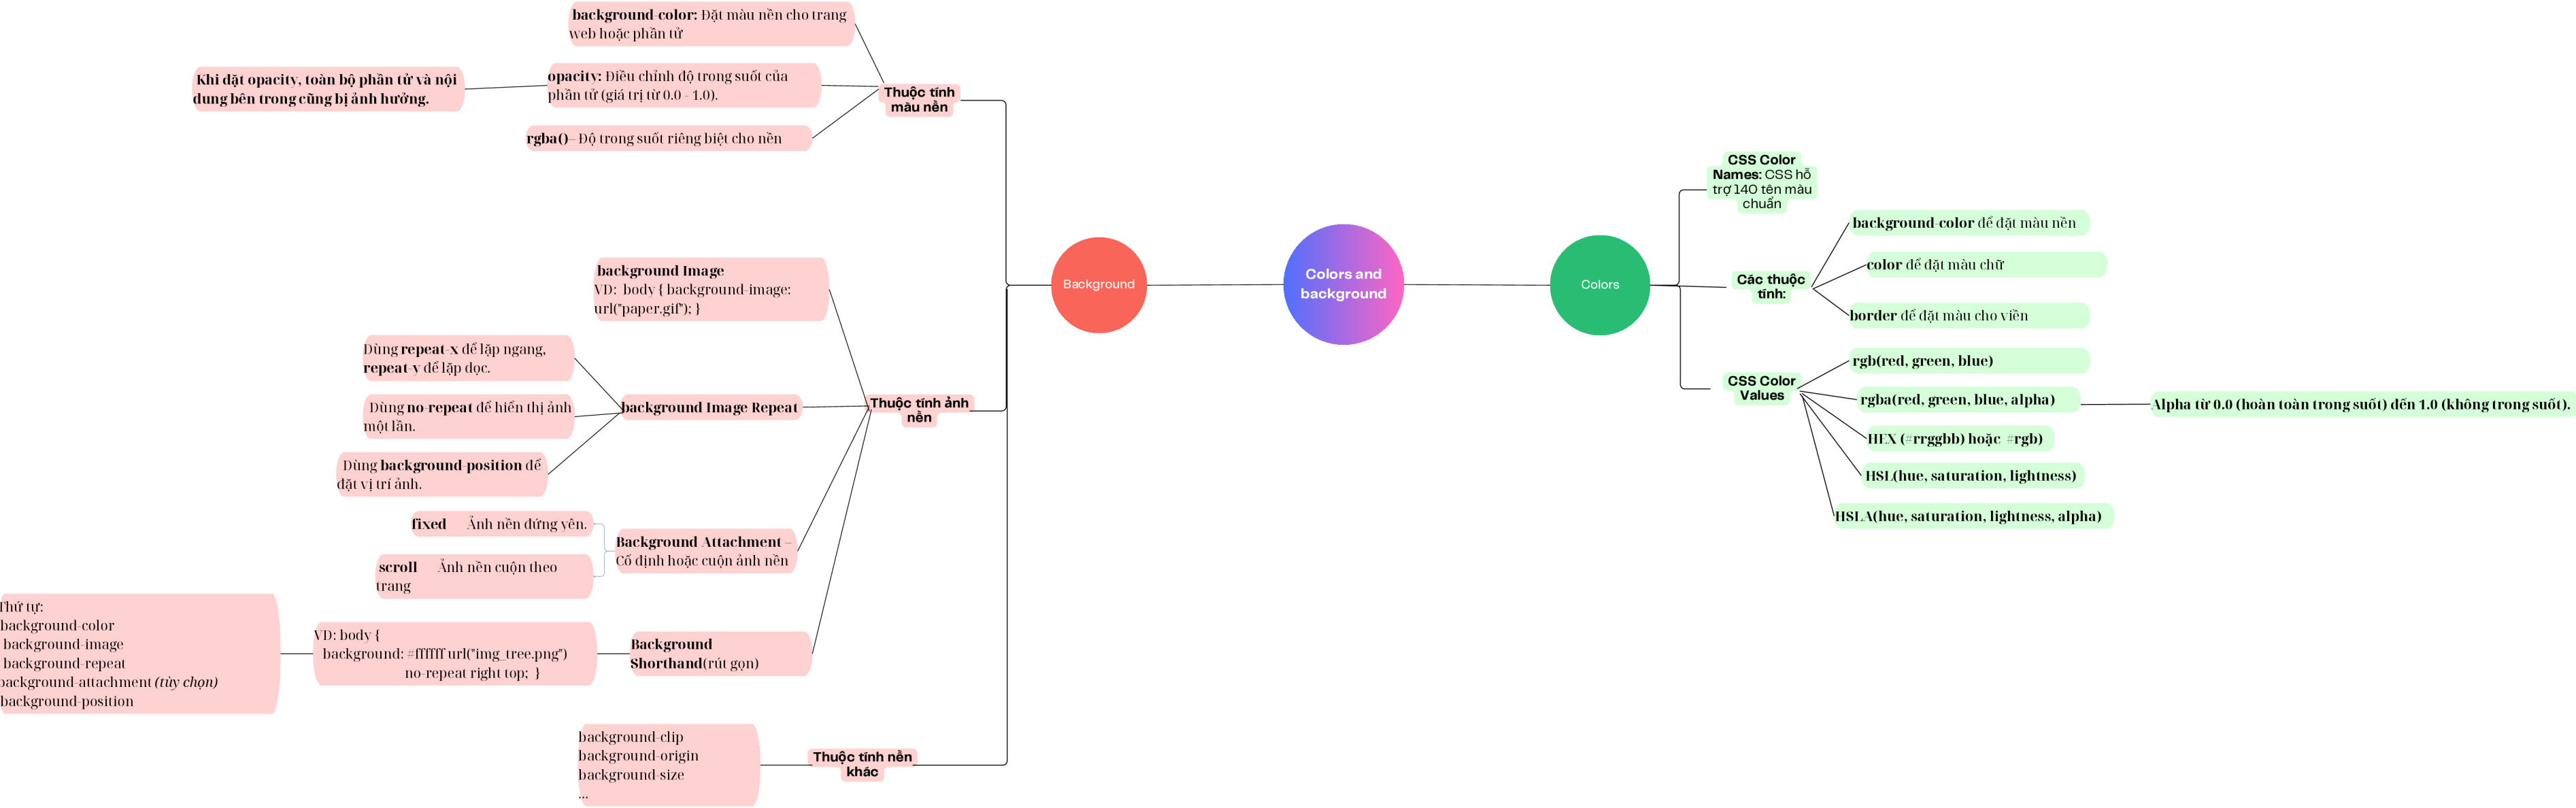 Colors and
background
Background
Thuộc tính
màu nền
background-color: Đặt màu nền cho trang
web hoặc phần tử
opacity: Điều chỉnh độ trong suốt của
phần tử (giá trị từ 0.0 - 1.0).
Khi đặt opacity, toàn bộ phần tử và nội
dung bên trong cũng bị ảnh hưởng.
rgba()– Độ trong suốt riêng biệt cho nền
Thuộc tính ảnh
nền
background Image
VD: body { background-image:
url("paper.gif"); }
background Image Repeat
Dùng repeat-x để lặp ngang,
repeat-y để lặp dọc.
Dùng no-repeat để hiển thị ảnh
một lần.
Dùng background-position để
đặt vị trí ảnh.
Background Attachment –
Cố định hoặc cuộn ảnh nền
fixed Ảnh nền đứng yên.
scroll Ảnh nền cuộn theo
trang
Background
Shorthand(rút gọn)
VD: body {
background: #ffffff url("img_tree.png")
no-repeat right top; }
Thứ tự:
background-color
background-image
background-repeat
background-attachment (tùy chọn)
background-position
Thuộc tính nền
khác
background-clip
background-origin
background-size
...
Colors
CSS Color
Names: CSS hỗ
trợ 140 tên màu
chuẩn
Các thuộc
tính:
background-color để đặt màu nền
color để đặt màu chữ
border để đặt màu cho viền
CSS Color
Values
rgb(red, green, blue)
rgba(red, green, blue, alpha)
Alpha từ 0.0 (hoàn toàn trong suốt) đến 1.0 (không trong suốt).
HEX (#rrggbb) hoặc #rgb)
HSL(hue, saturation, lightness)
HSLA(hue, saturation, lightness, alpha)